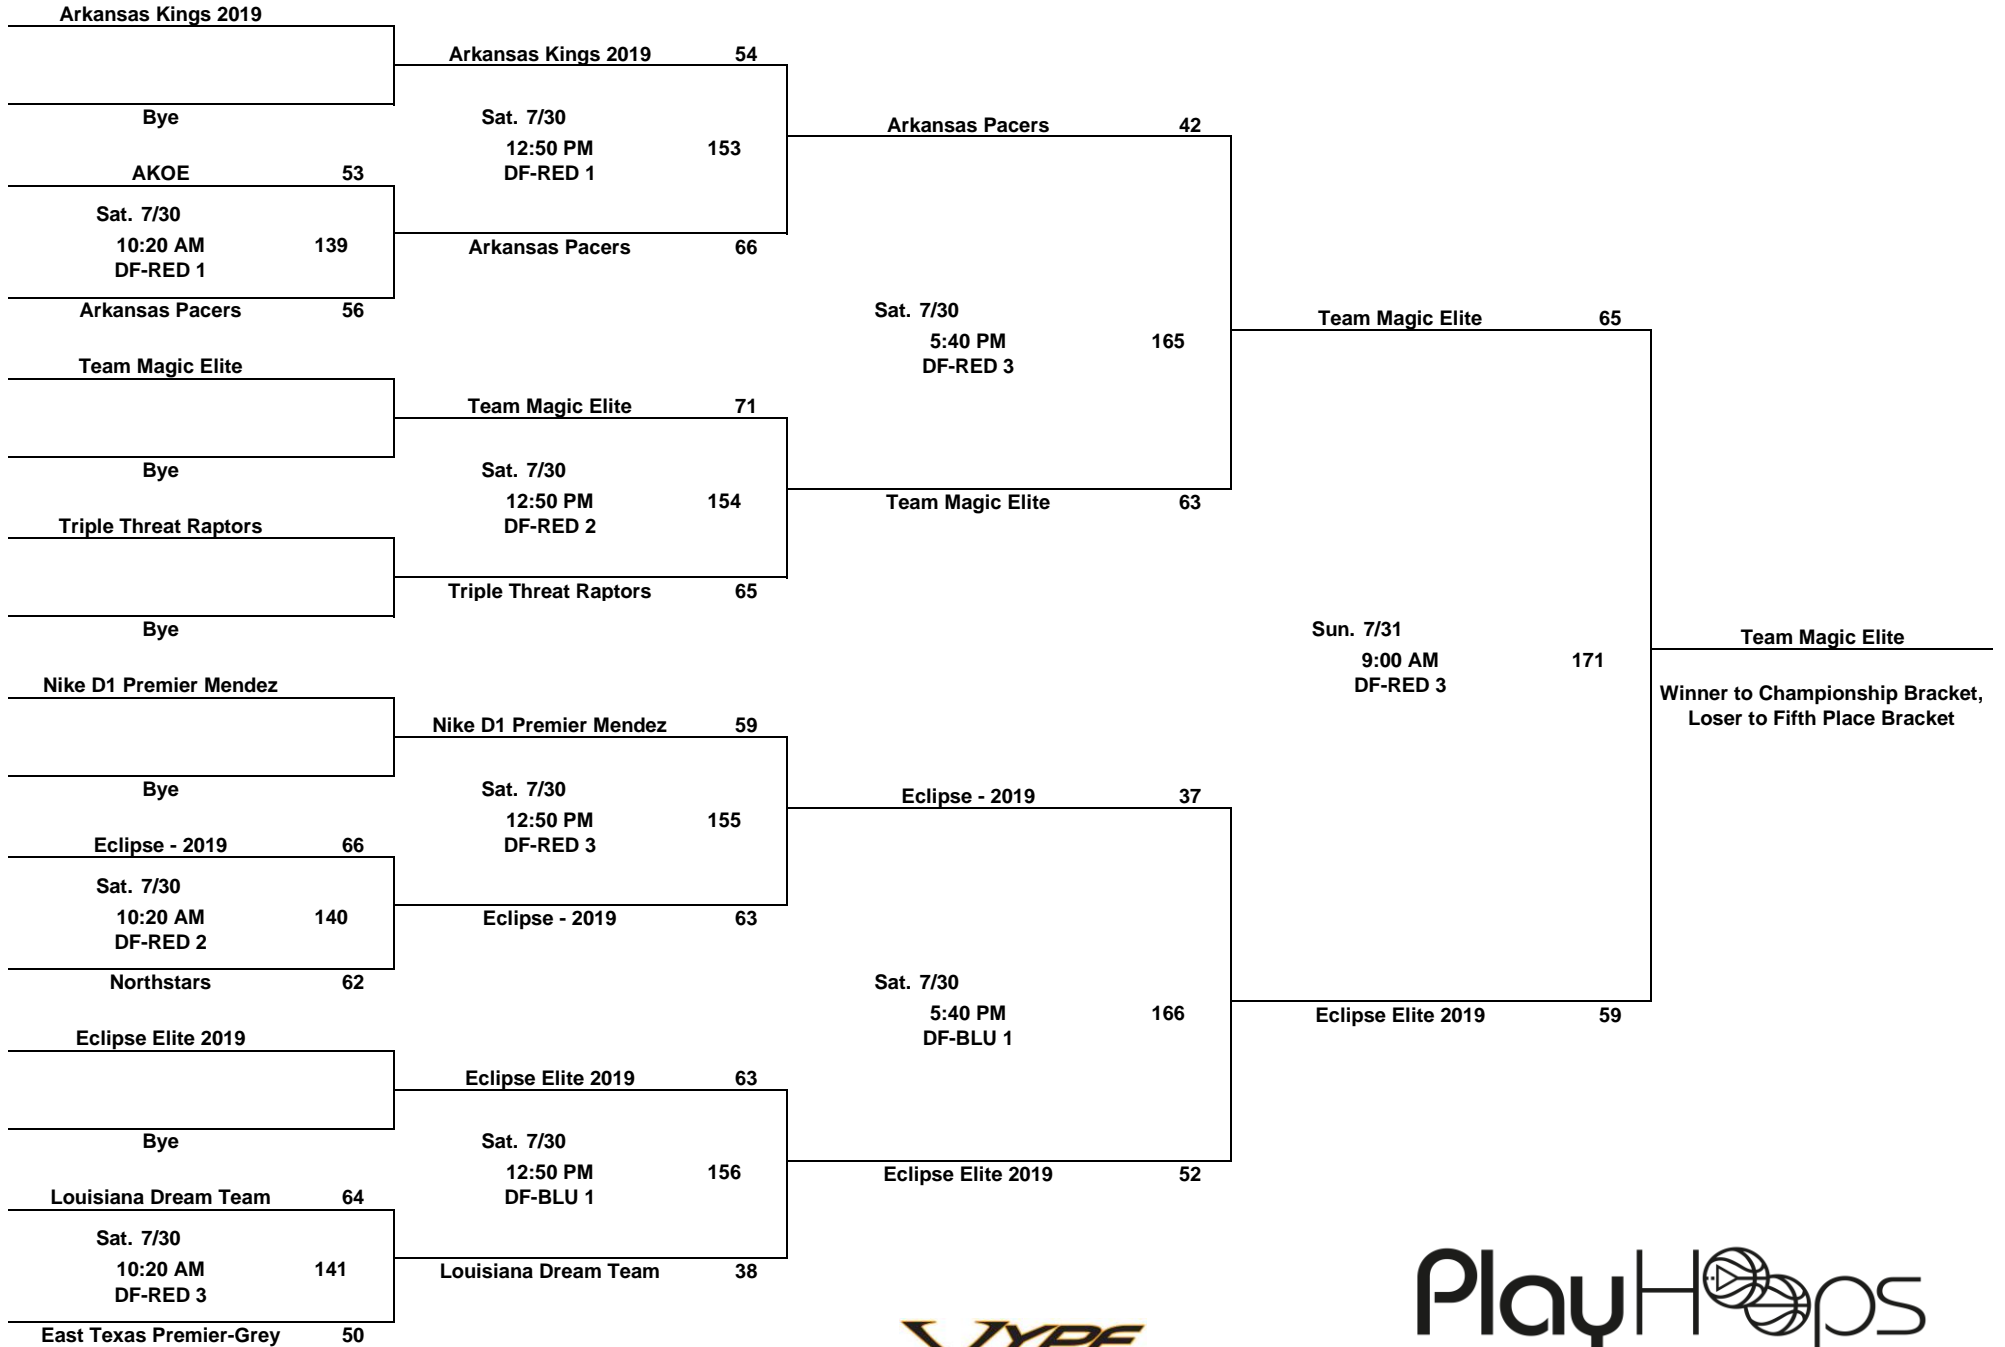 Arkansas Kings 2019
Arkansas Kings 2019 54
Bye
Sat. 7/30
12:50 PM 153
DF-RED 1
Arkansas Pacers 42
AKOE 53
Sat. 7/30
10:20 AM 139
DF-RED 1
Arkansas Pacers 66
Arkansas Pacers 56
Sat. 7/30
5:40 PM 165
DF-RED 3
Team Magic Elite 65
Team Magic Elite
Team Magic Elite 71
Bye
Sat. 7/30
12:50 PM 154
DF-RED 2
Team Magic Elite 63
Triple Threat Raptors
Triple Threat Raptors 65
Bye
Sun. 7/31
9:00 AM 171
DF-RED 3
Team Magic Elite
Winner to Championship Bracket,
Loser to Fifth Place Bracket
Nike D1 Premier Mendez
Nike D1 Premier Mendez 59
Bye
Sat. 7/30
12:50 PM 155
DF-RED 3
Eclipse - 2019 37
Eclipse - 2019 66
Sat. 7/30
10:20 AM 140
DF-RED 2
Eclipse - 2019 63
Northstars 62
Sat. 7/30
5:40 PM 166
DF-BLU 1
Eclipse Elite 2019 59
Eclipse Elite 2019
Eclipse Elite 2019 63
Bye
Sat. 7/30
12:50 PM 156
DF-BLU 1
Eclipse Elite 2019 52
Louisiana Dream Team 64
Sat. 7/30
10:20 AM 141
DF-RED 3
Louisiana Dream Team 38
East Texas Premier-Grey 50
VYPE
PlayHoops